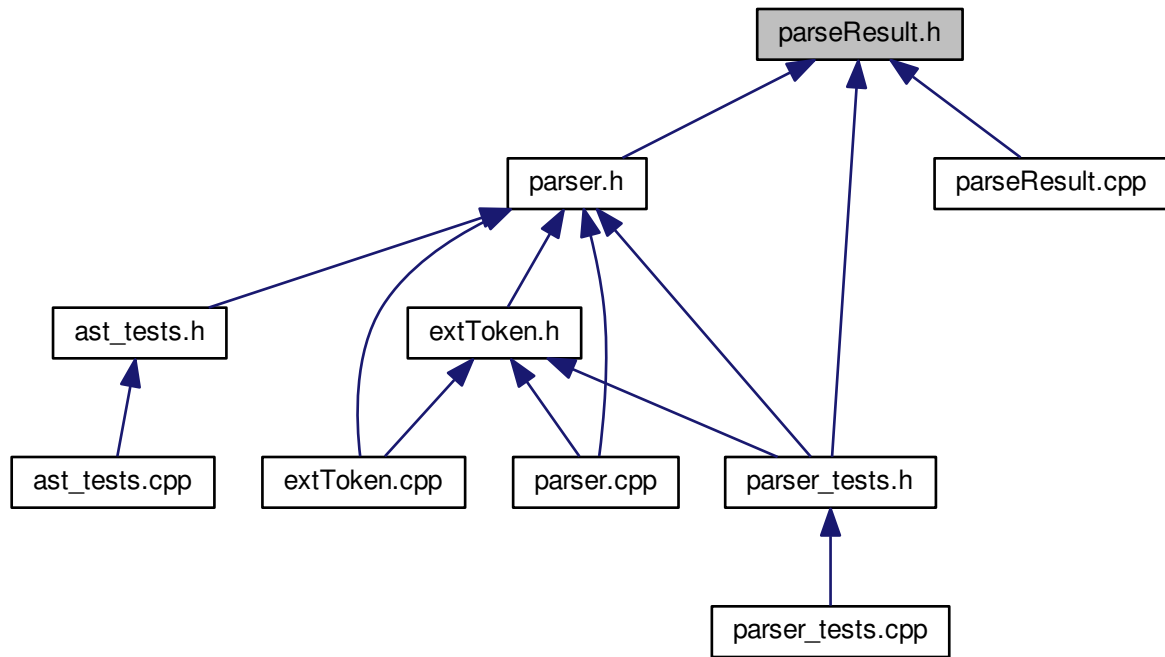 parseResult.h
parser.h
parseResult.cpp
ast_tests.h
extToken.h
ast_tests.cpp
extToken.cpp
parser.cpp
parser_tests.h
parser_tests.cpp